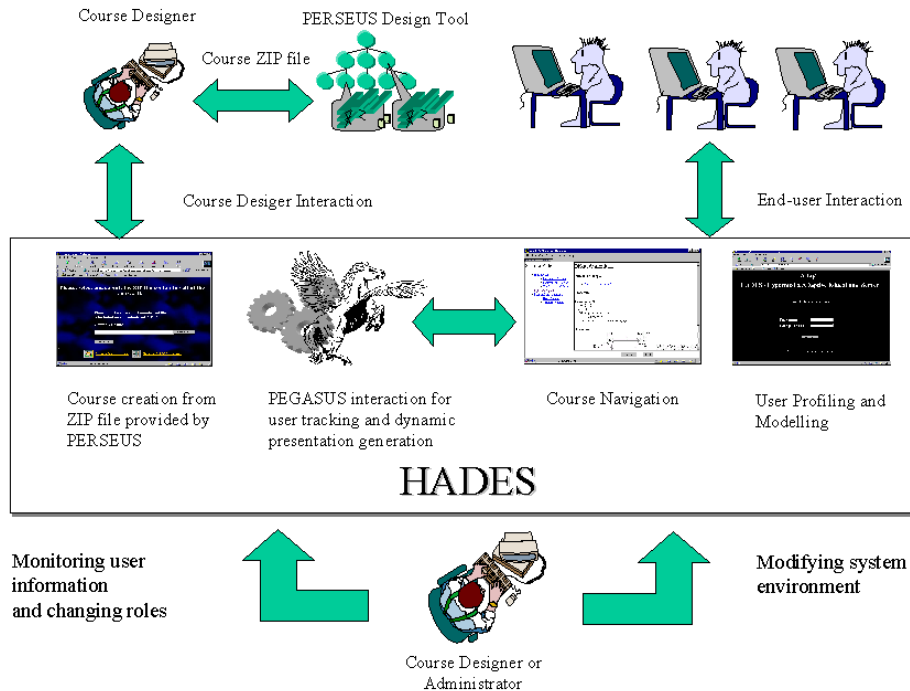 Course Designer
PERSEUS Design Tool
Course ZIP file
Course Desiger Interaction
End-user Interaction
Course creation from
ZIP file provided by
PERSEUS
PEGASUS interaction for
user tracking and dynamic
presentation generation
Course Navigation
User Profiling and
Modelling
HADES
Monitoring user
information
and changing roles
Modifying system
environment
Course Designer or
Administrator